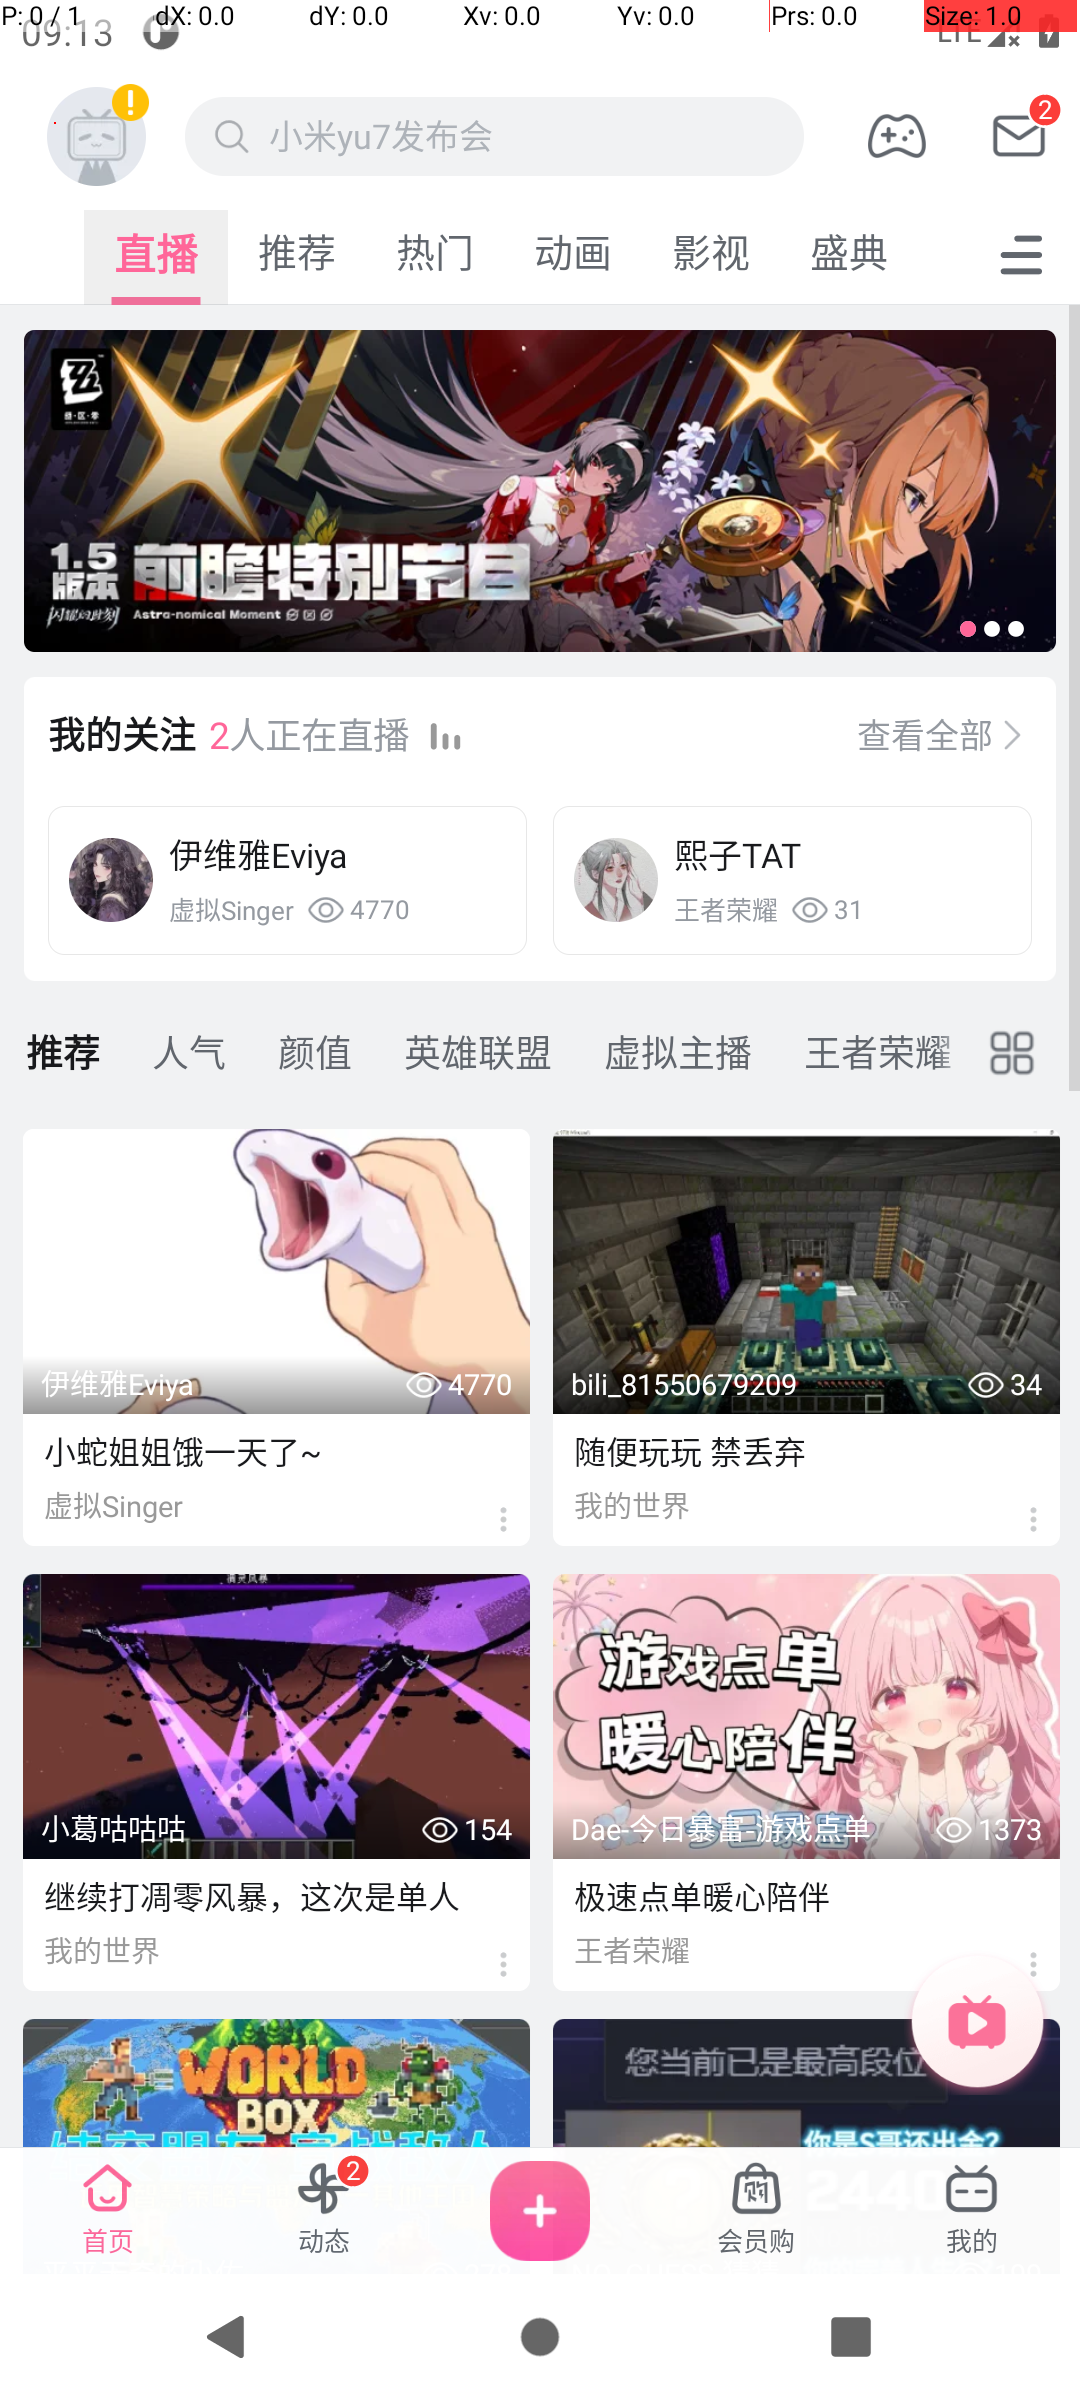 P: 0 / 1 dX: 0.0 dY: 0.0 Xv: 0.0 Yv: 0.0 Prs: 0.0 Size: 1.0
09:13 LTE
小米yu7发布会 2
直播 推荐 热门 动画 影视 盛典
绝·区·零
1.5版本 前瞻特别节目
闪耀的时刻 Astra-nomical Moment
我的关注 2人正在直播 查看全部
伊维雅Eviya 熙子TAT
虚拟Singer 4770 王者荣耀 31
推荐 人气 颜值 英雄联盟 虚拟主播 王者荣耀
伊维雅Eviya 4770 bili_81550679209 34
小蛇姐姐饿一天了~ 随便玩玩 禁丢弃
虚拟Singer 我的世界
游戏点单
暖心陪伴
小葛咕咕咕 154 Dae-今日暴富-游戏点单 1373
继续打凋零风暴，这次是单人 极速点单暖心陪伴
我的世界 王者荣耀
WORLD
BOX
您当前已是最高段位
你是S哥还出金?
2440
2
首页 动态 会员购 我的